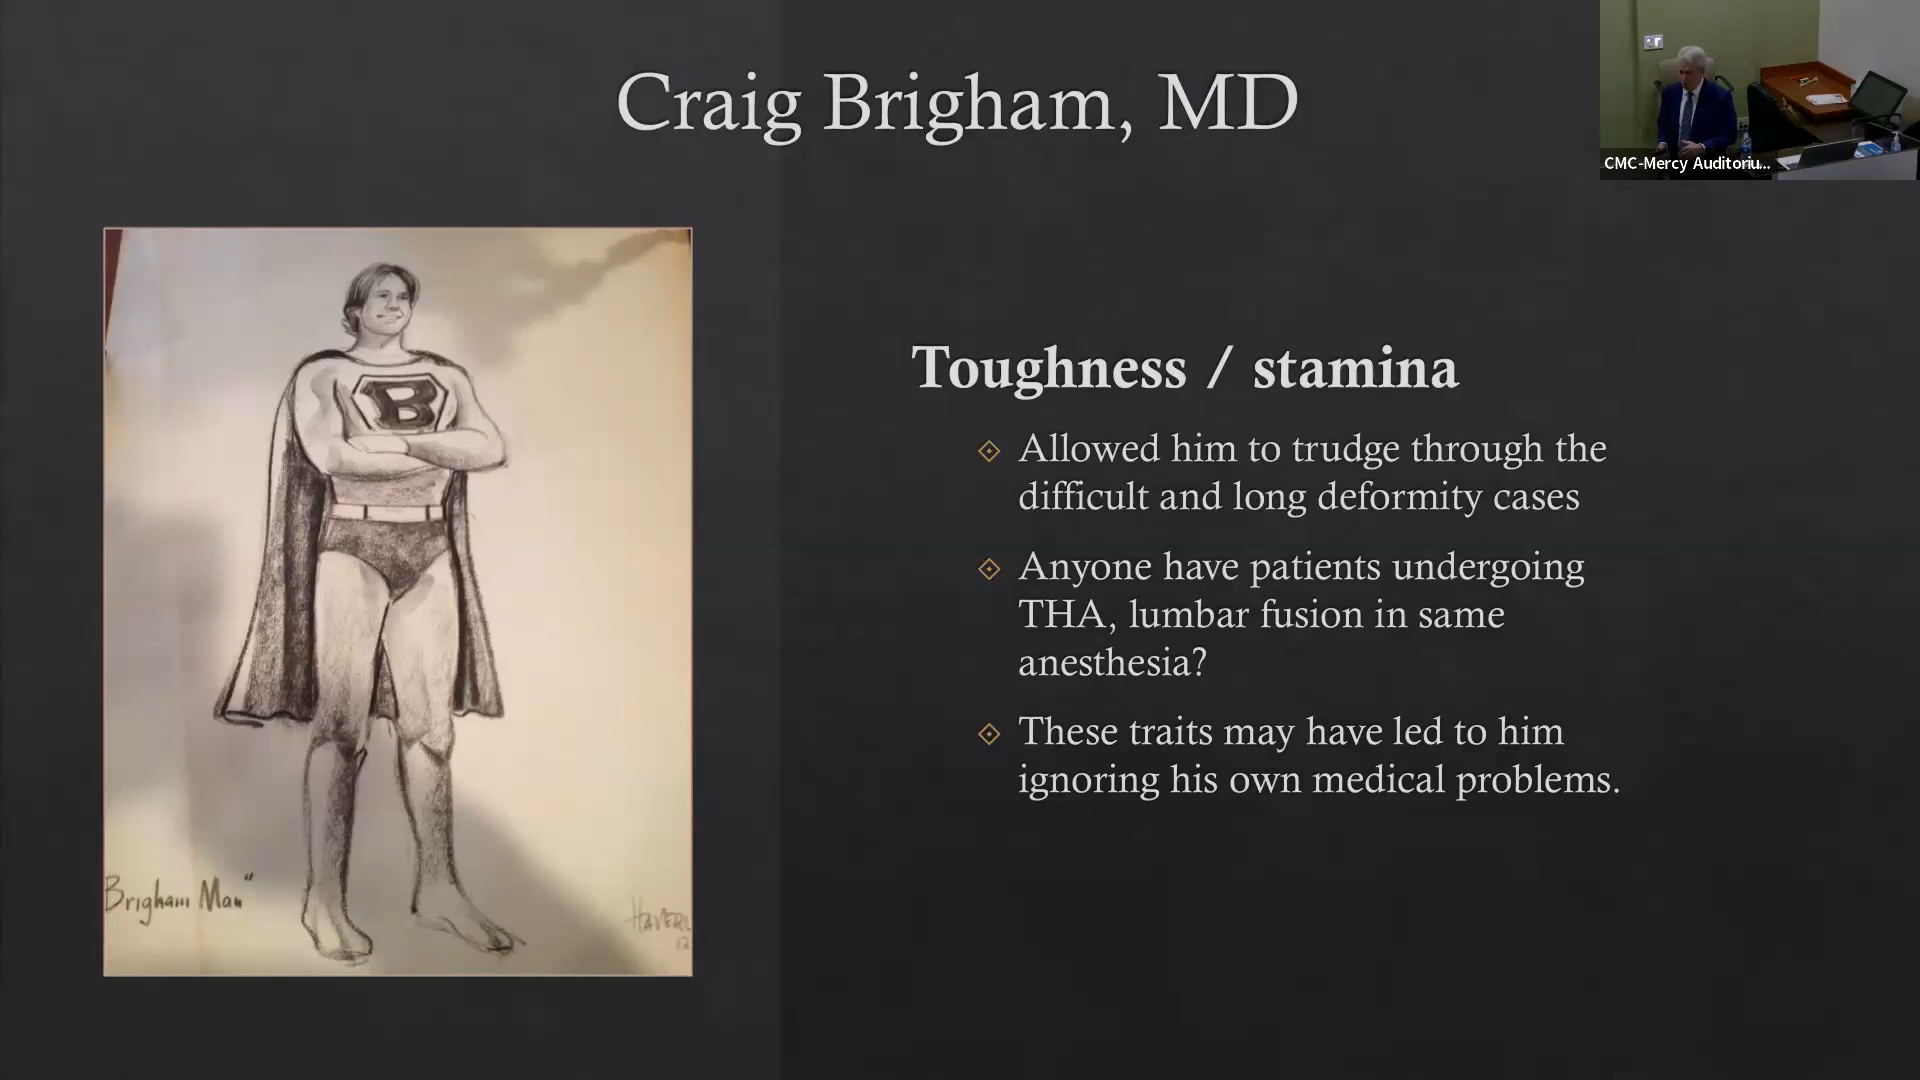 Craig Brigham, MD
CMC-Mercy Auditoriu...
B
Brigham Man"
Toughness / stamina
Allowed him to trudge through the
difficult and long deformity cases
Anyone have patients undergoing
THA, lumbar fusion in same
anesthesia?
These traits may have led to him
ignoring his own medical problems.